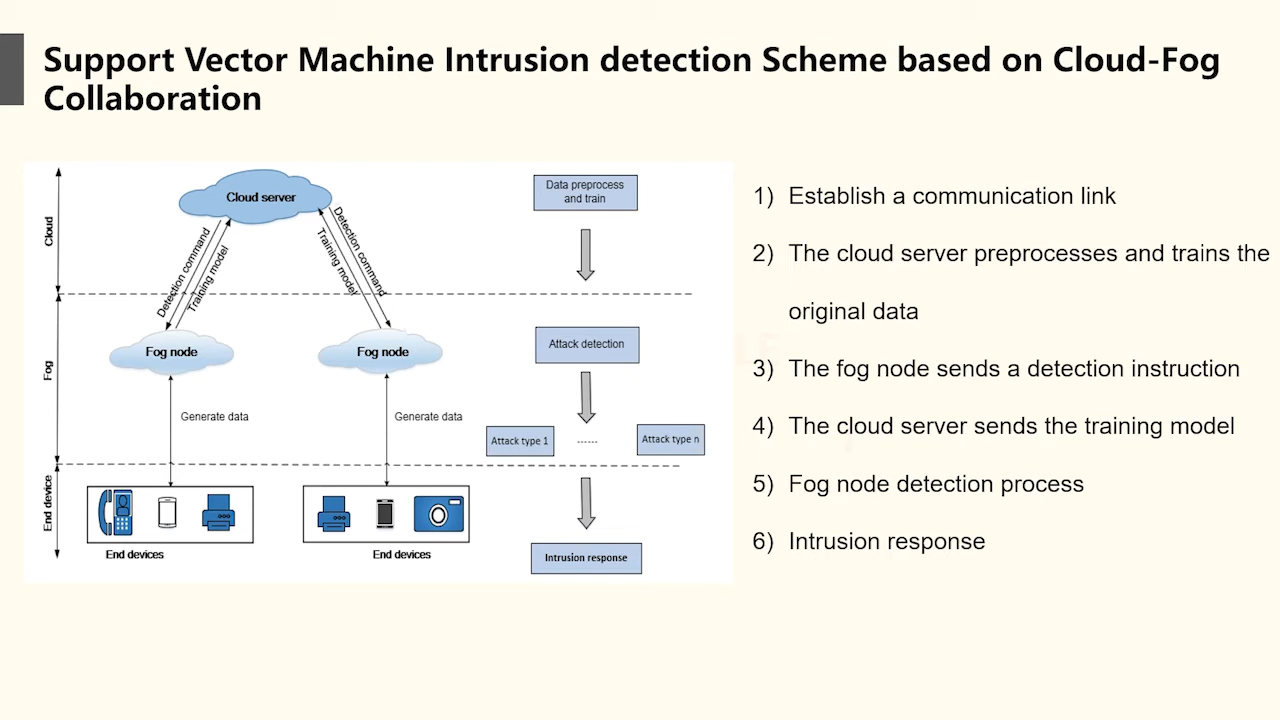 Support Vector Machine Intrusion detection Scheme based on Cloud-Fog
Collaboration
Cloud
Cloud server
Detection command
Training model
Training model
Detection command
Data preprocess
and train
Fog
Fog node
Fog node
Attack detection
Generate data
Generate data
Attack type 1
------
Attack type n
End device
End devices
End devices
Intrusion response
1) Establish a communication link
2) The cloud server preprocesses and trains the
original data
3) The fog node sends a detection instruction
4) The cloud server sends the training model
5) Fog node detection process
6) Intrusion response